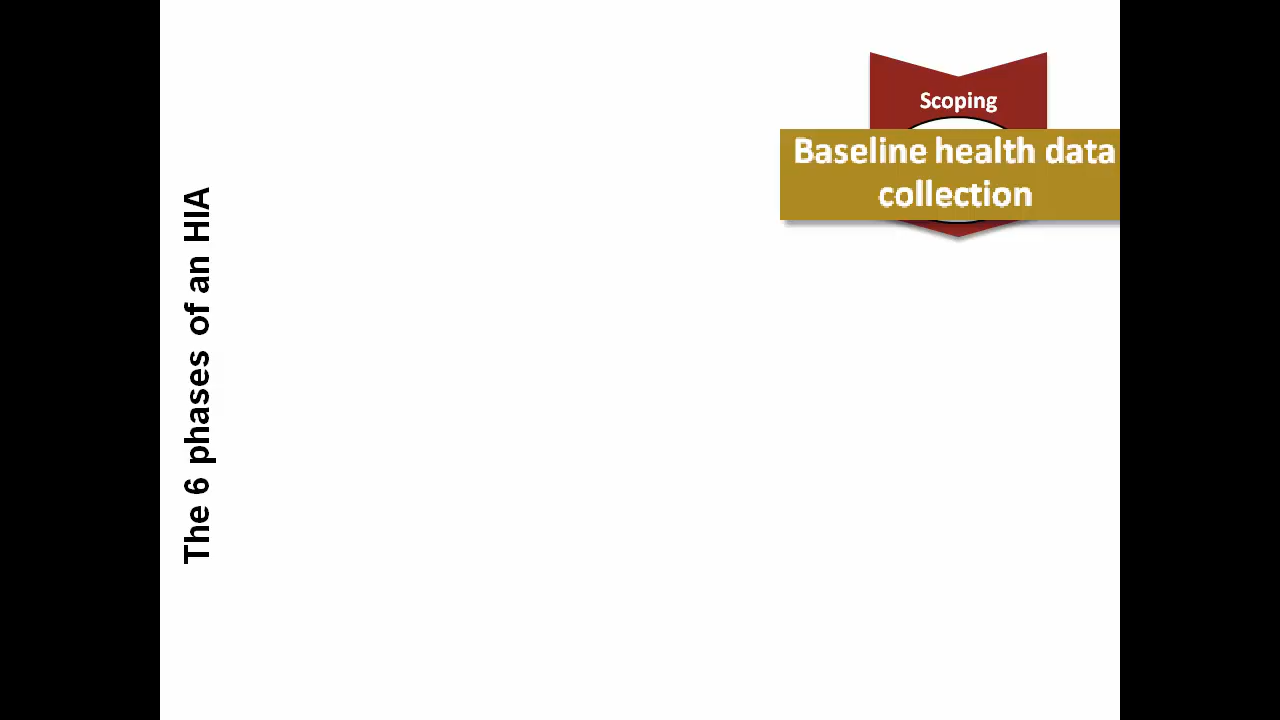 The 6 phases of an HIA
Scoping
Baseline health data
collection